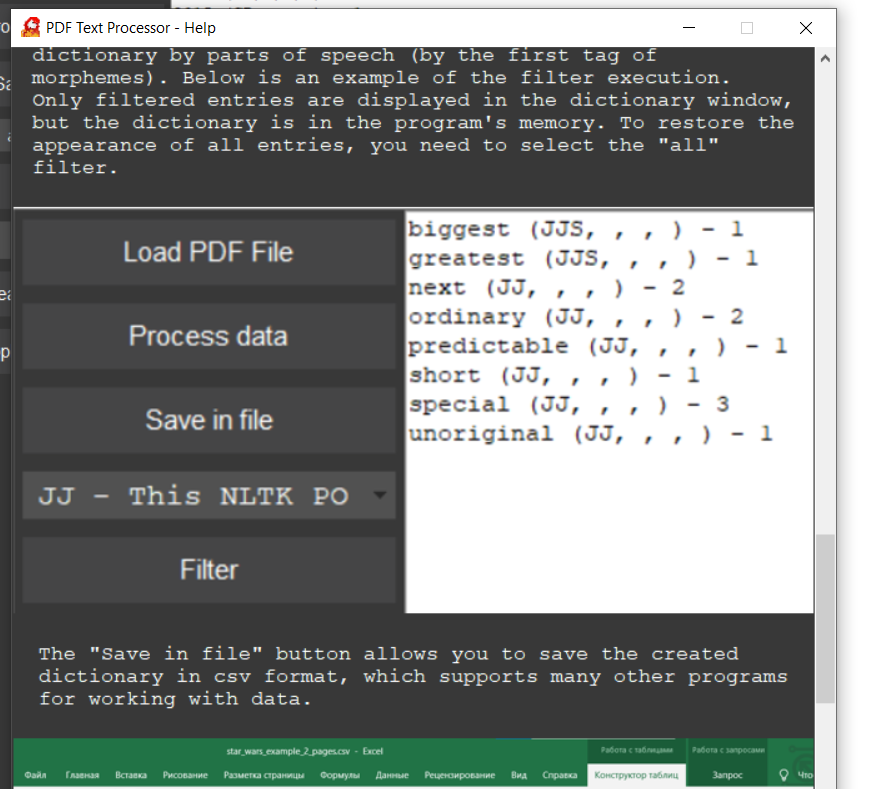 PDF Text Processor - Help
dictionary by parts of speech (by the first tag of
morphemes). Below is an example of the filter execution.
Only filtered entries are displayed in the dictionary window,
but the dictionary is in the program's memory. To restore the
appearance of all entries, you need to select the "all"
filter.
Load PDF File
Process data
Save in file
JJ - This NLTK PO
Filter
biggest (JJS, , , ) - 1
greatest (JJS, , , ) - 1
next (JJ, , , ) - 2
ordinary (JJ, , , ) - 2
predictable (JJ, , , ) - 1
short (JJ, , , ) - 1
special (JJ, , , ) - 3
unoriginal (JJ, , , ) - 1
The "Save in file" button allows you to save the created
dictionary in csv format, which supports many other programs
for working with data.
star_wars_example_2_pages.csv - Excel
Работа с таблицами
Работа с запросами
Файл Главная Вставка Рисование Разметка страницы Формулы Данные Рецензирование Вид Справка Конструктор таблиц Запрос Что